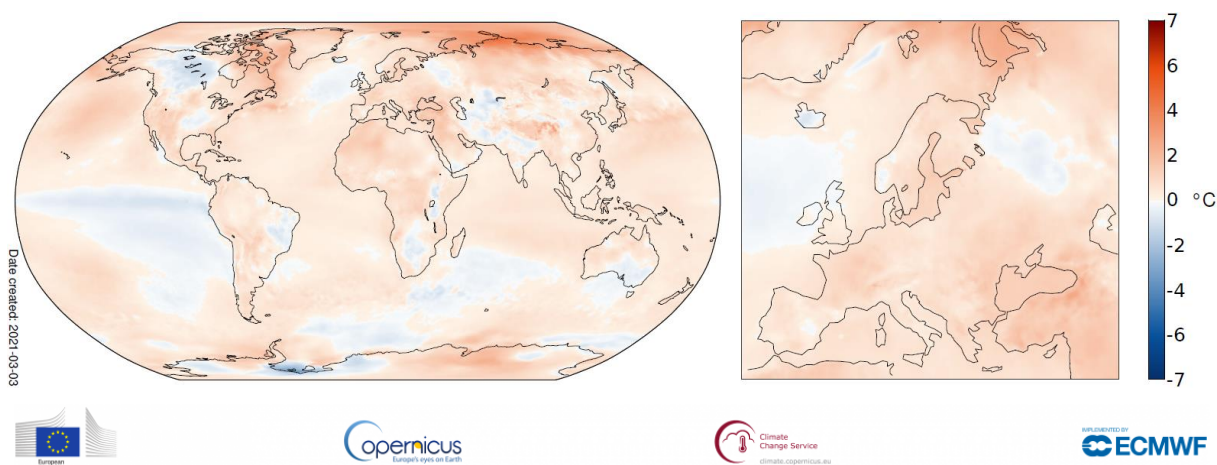 7
6
4
2
0 °C
-2
-4
-6
-7
Date created: 2021-03-03
European
opernicus
Europe's eyes on Earth
Climate
Change Service
climate.copernicus.eu
IMPLEMENTED BY
ECMWF